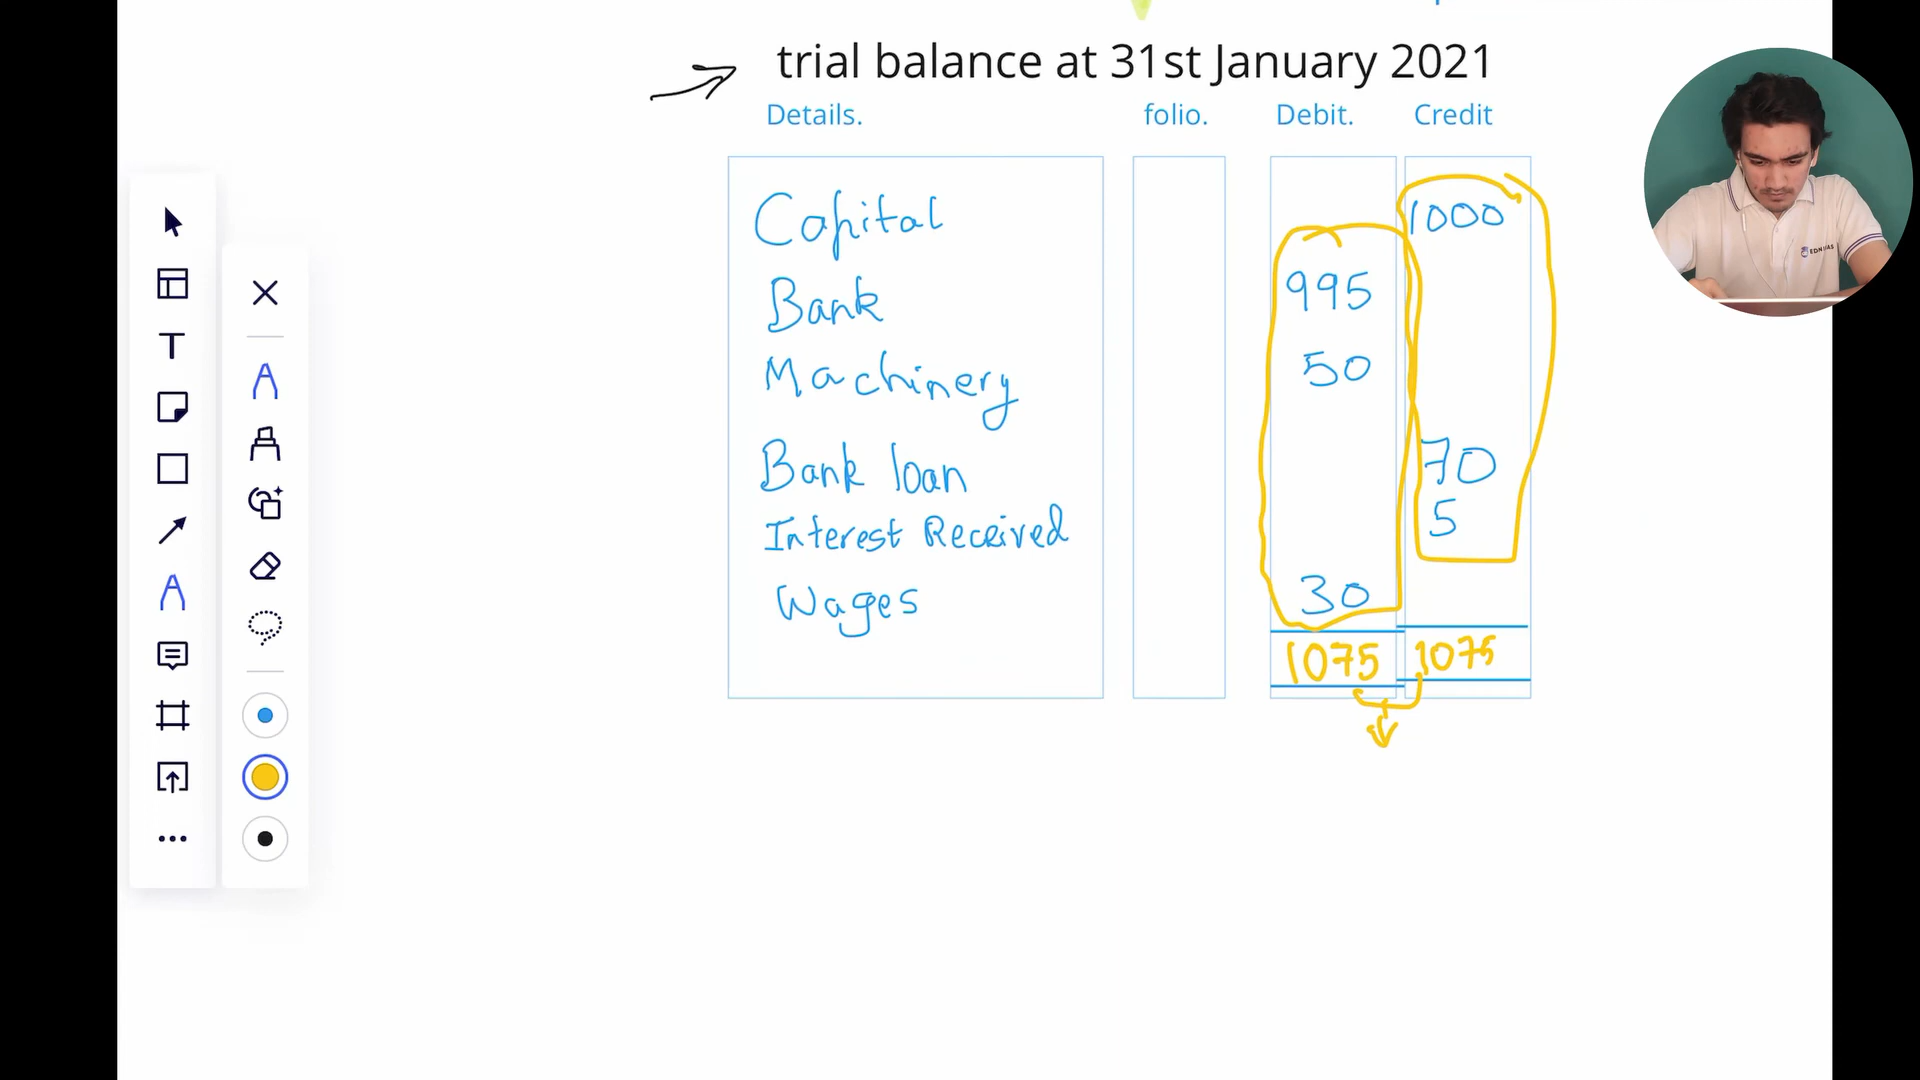 trial balance at 31st January 2021
Details. folio. Debit. Credit
Capital 1000
Bank 995
Machinery 50
Bank loan 70
Interest Received 5
Wages 30
1075 1075
T